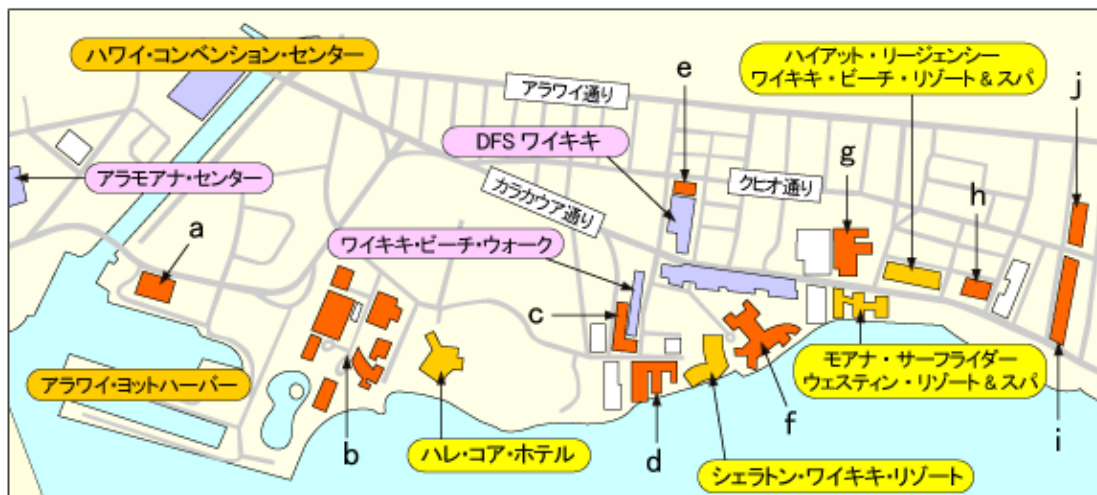 ハワイ・コンベンション・センター
ハイアット・リージェンシー
ワイキキ・ビーチ・リゾート&スパ
e
j
アラワイ通り
DFS ワイキキ
g
クヒオ通り
アラモアナ・センター
カラカウア通り
h
a
ワイキキ・ビーチ・ウォーク
c
アラワイ・ヨットハーバー
モアナ・サーフライダー
ウェスティン・リゾート&スパ
f
b
ハレ・コア・ホテル
d
シェラトン・ワイキキ・リゾート
i